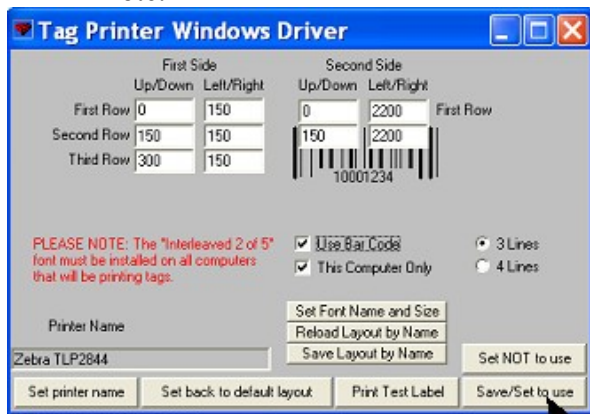 Tag Printer Windows Driver
First Side Second Side
Up/Down Left/Right Up/Down Left/Right
First Row 0 150 0 2200 First Row
Second Row 150 150 150 2200
Third Row 300 150
10001234
PLEASE NOTE: The "Interleaved 2 of 5"
font must be installed on all computers
that will be printing tags.
Use Bar Code 3 Lines
This Computer Only 4 Lines
Set Font Name and Size
Printer Name Reload Layout by Name
Zebra TLP2844 Save Layout by Name Set NOT to use
Set printer name Set back to default layout Print Test Label Save/Set to use